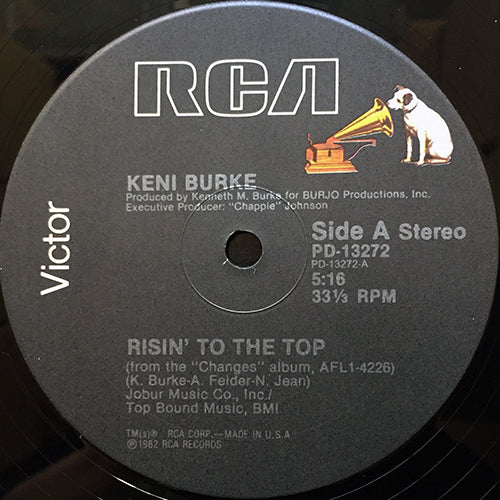 RCA
Victor
KENI BURKE
Produced by Kenneth M. Burke for BURJO Productions, Inc.
Executive Producer: "Chappie" Johnson
Side A Stereo
PD-13272
PD-13272-A
5:16
33⅓ RPM
RISIN' TO THE TOP
(from the "Changes" album, AFL1-4226)
(K. Burke-A. Felder-N. Jean)
Jobur Music Co., Inc./
Top Bound Music, BMI
TM(s)® RCA CORP.—MADE IN U.S.A
℗1982 RCA RECORDS